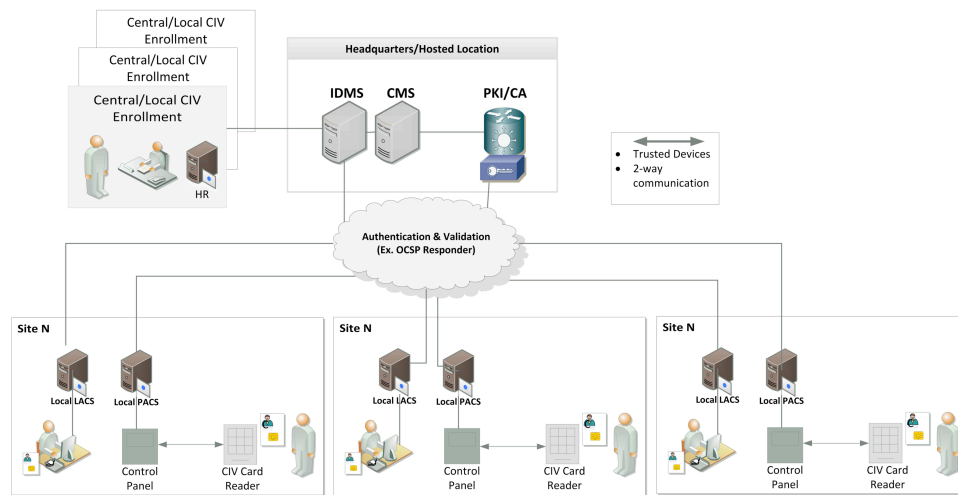 Central/Local CIV
Enrollment
Central/Local CIV
Enrollment
Central/Local CIV
Enrollment
HR
Headquarters/Hosted Location
IDMS
CMS
PKI/CA
• Trusted Devices
• 2-way
communication
Authentication & Validation
(Ex. OCSP Responder)
Site N
Local LACS
Local PACS
Control
Panel
CIV Card
Reader
Site N
Local LACS
Local PACS
Control
Panel
CIV Card
Reader
Site N
Local LACS
Local PACS
Control
Panel
CIV Card
Reader